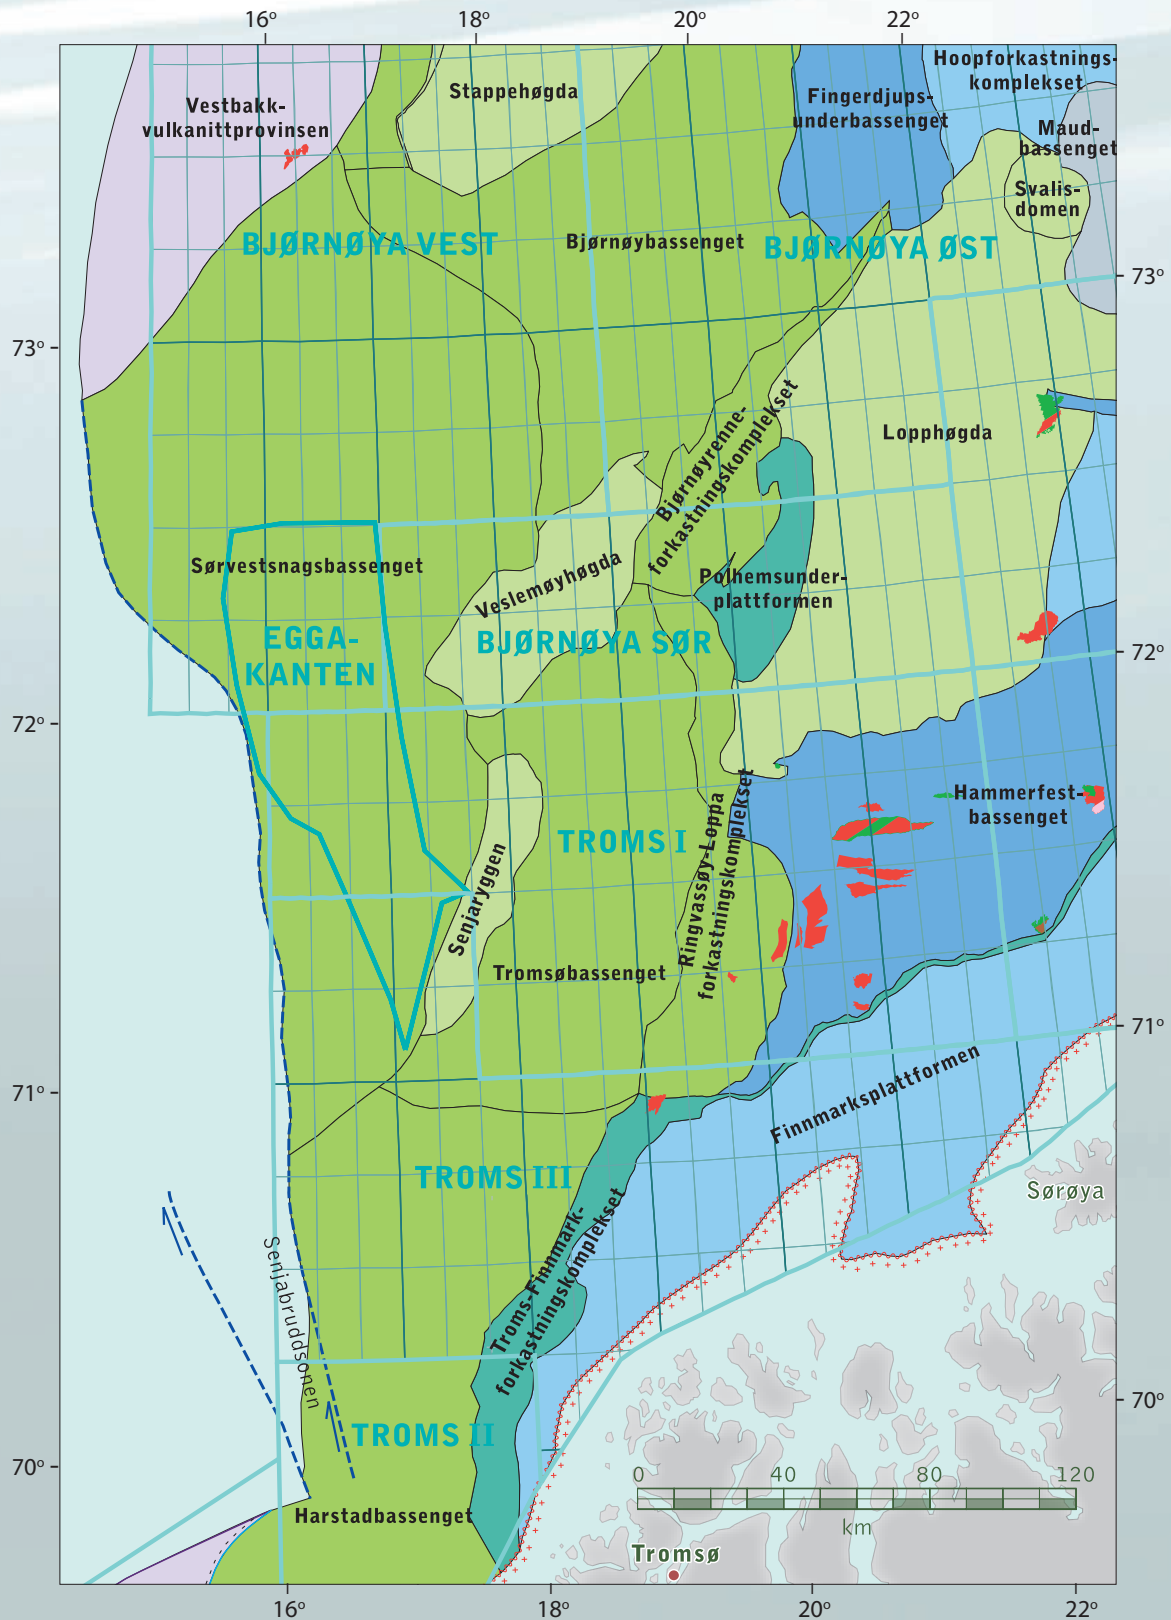 16°
18°
20°
22°
Hoopforkastnings-
komplekset
Stappehøgda
Fingerdjups-
underbassenget
Vestbakk-
vulkanittprovinsen
Maud-
bassenget
Svalis-
domen
BJØRNØYA VEST
Bjørnøybassenget
BJØRNØYA ØST
73°
73°
Bjørnøyrenne-
forkastningskomplekset
Lopphøgda
Sørvestsnagsbassenget
Veslemøyhøgda
Polhemsunder-
plattformen
EGGA-
KANTEN
BJØRNØYA SØR
72°
72°
Hammerfest-
bassenget
TROMS I
Senjaryggen
Ringvassøy-Loppa
forkastningskomplekset
Tromsøbassenget
71°
71°
Finnmarksplattformen
TROMS III
Sørøya
Troms-Finnmark-
forkastningskomplekset
Senjabruddsonen
70°
70°
TROMS II
0 40 80 120
km
Harstadbassenget
Tromsø
16°
18°
20°
22°